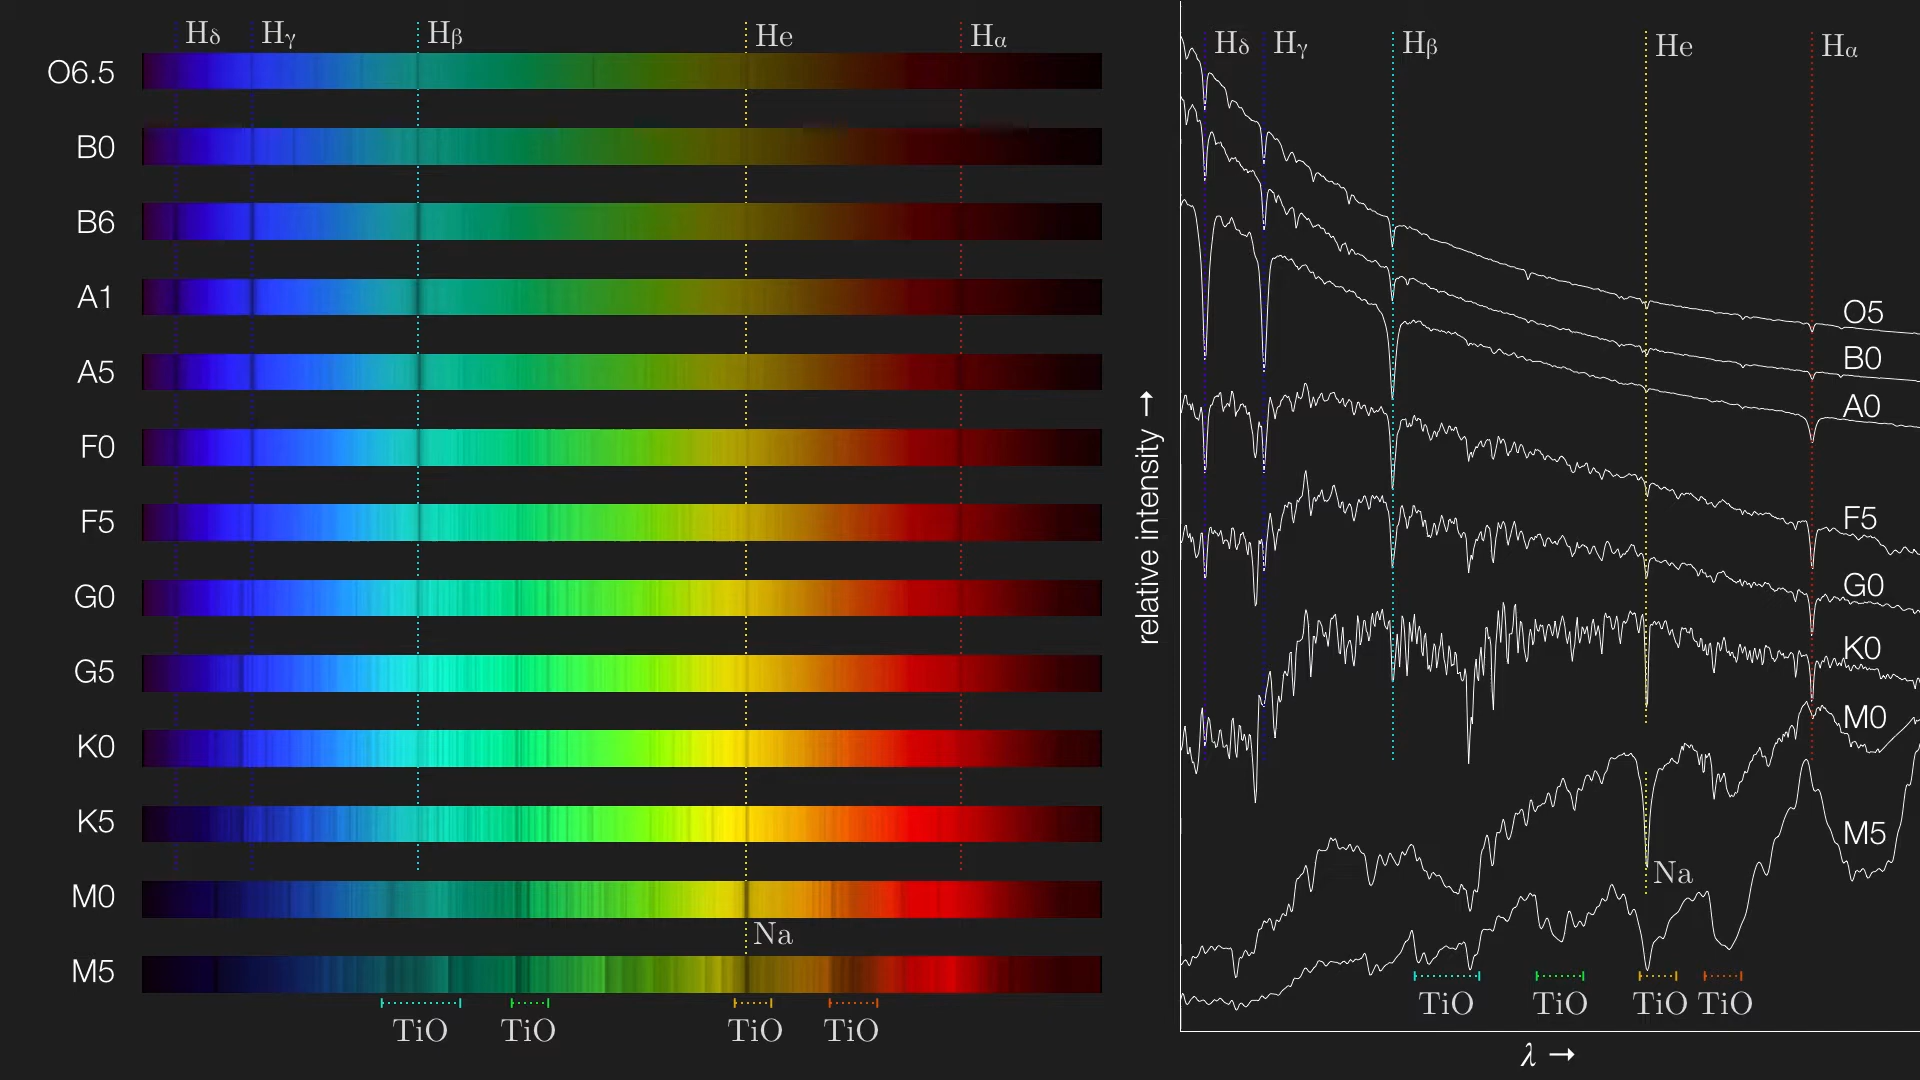 Hδ Hγ Hβ He Hα
O6.5
B0
B6
A1
A5
F0
F5
G0
G5
K0
K5
M0
Na
M5
TiO TiO TiO TiO
Hδ Hγ Hβ He Hα
relative intensity →
O5
B0
A0
F5
G0
K0
M0
M5
Na
TiO TiO TiO TiO
λ →